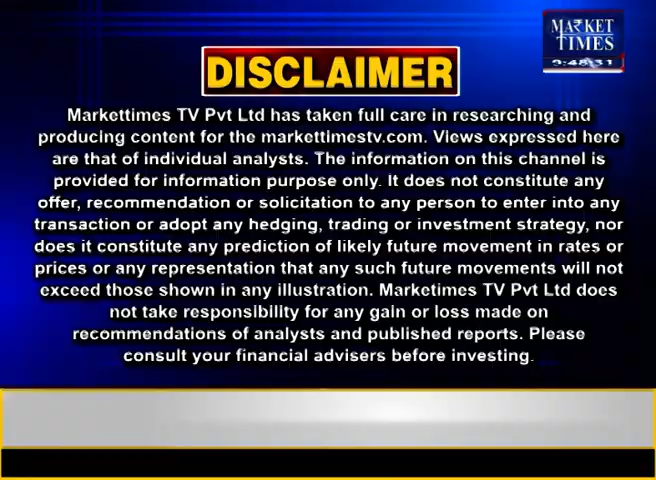 MARKET
TIMES
9:48:31
DISCLAIMER
Markettimes TV Pvt Ltd has taken full care in researching and
producing content for the markettimestv.com. Views expressed here
are that of individual analysts. The information on this channel is
provided for information purpose only. It does not constitute any
offer, recommendation or solicitation to any person to enter into any
transaction or adopt any hedging, trading or investment strategy, nor
does it constitute any prediction of likely future movement in rates or
prices or any representation that any such future movements will not
exceed those shown in any illustration. Marketimes TV Pvt Ltd does
not take responsibility for any gain or loss made on
recommendations of analysts and published reports. Please
consult your financial advisers before investing.